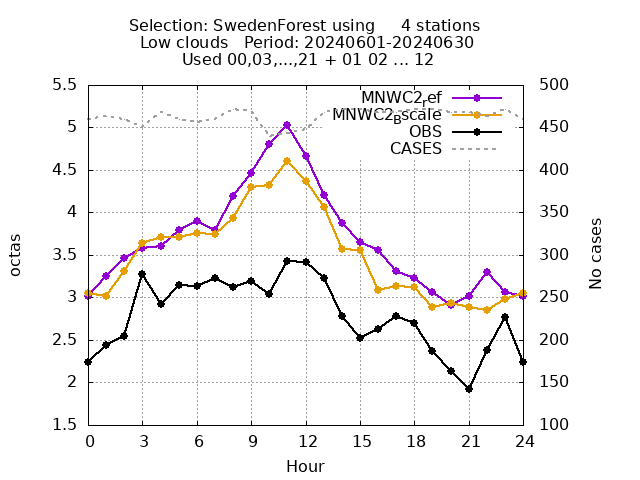 Selection: SwedenForest using 4 stations
Low clouds Period: 20240601-20240630
Used 00,03,...,21 + 01 02 ... 12
5.5
5
4.5
4
3.5
3
2.5
2
1.5
octas
MNWC2ref
MNWC2Bscale
OBS
CASES
500
450
400
350
300
250
200
150
100
No cases
0 3 6 9 12 15 18 21 24
Hour